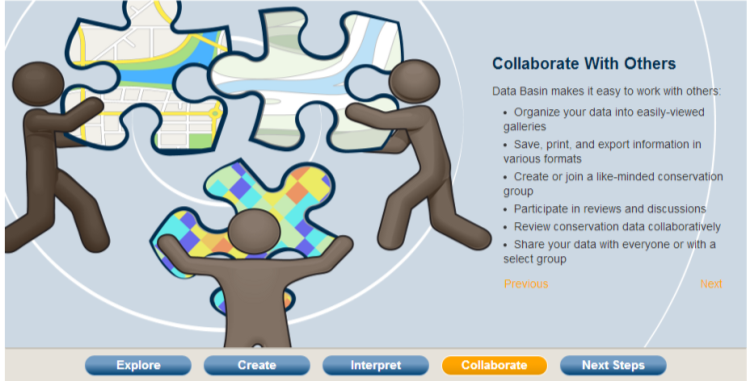 Collaborate With Others
Data Basin makes it easy to work with others:
• Organize your data into easily-viewed
galleries
• Save, print, and export information in
various formats
• Create or join a like-minded conservation
group
• Participate in reviews and discussions
• Review conservation data collaboratively
• Share your data with everyone or with a
select group
Previous Next
Explore Create Interpret Collaborate Next Steps